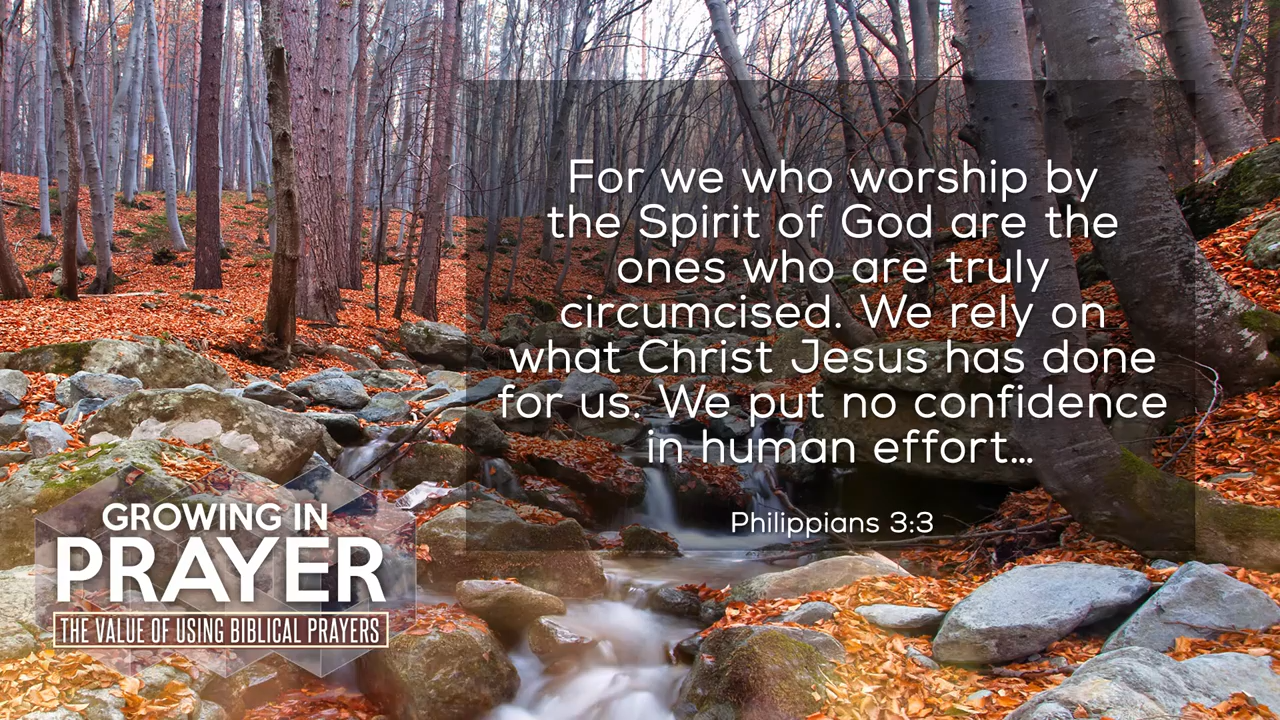 For we who worship by
the Spirit of God are the
ones who are truly
circumcised. We rely on
what Christ Jesus has done
for us. We put no confidence
in human effort...
Philippians 3:3
GROWING IN
PRAYER
THE VALUE OF USING BIBLICAL PRAYERS